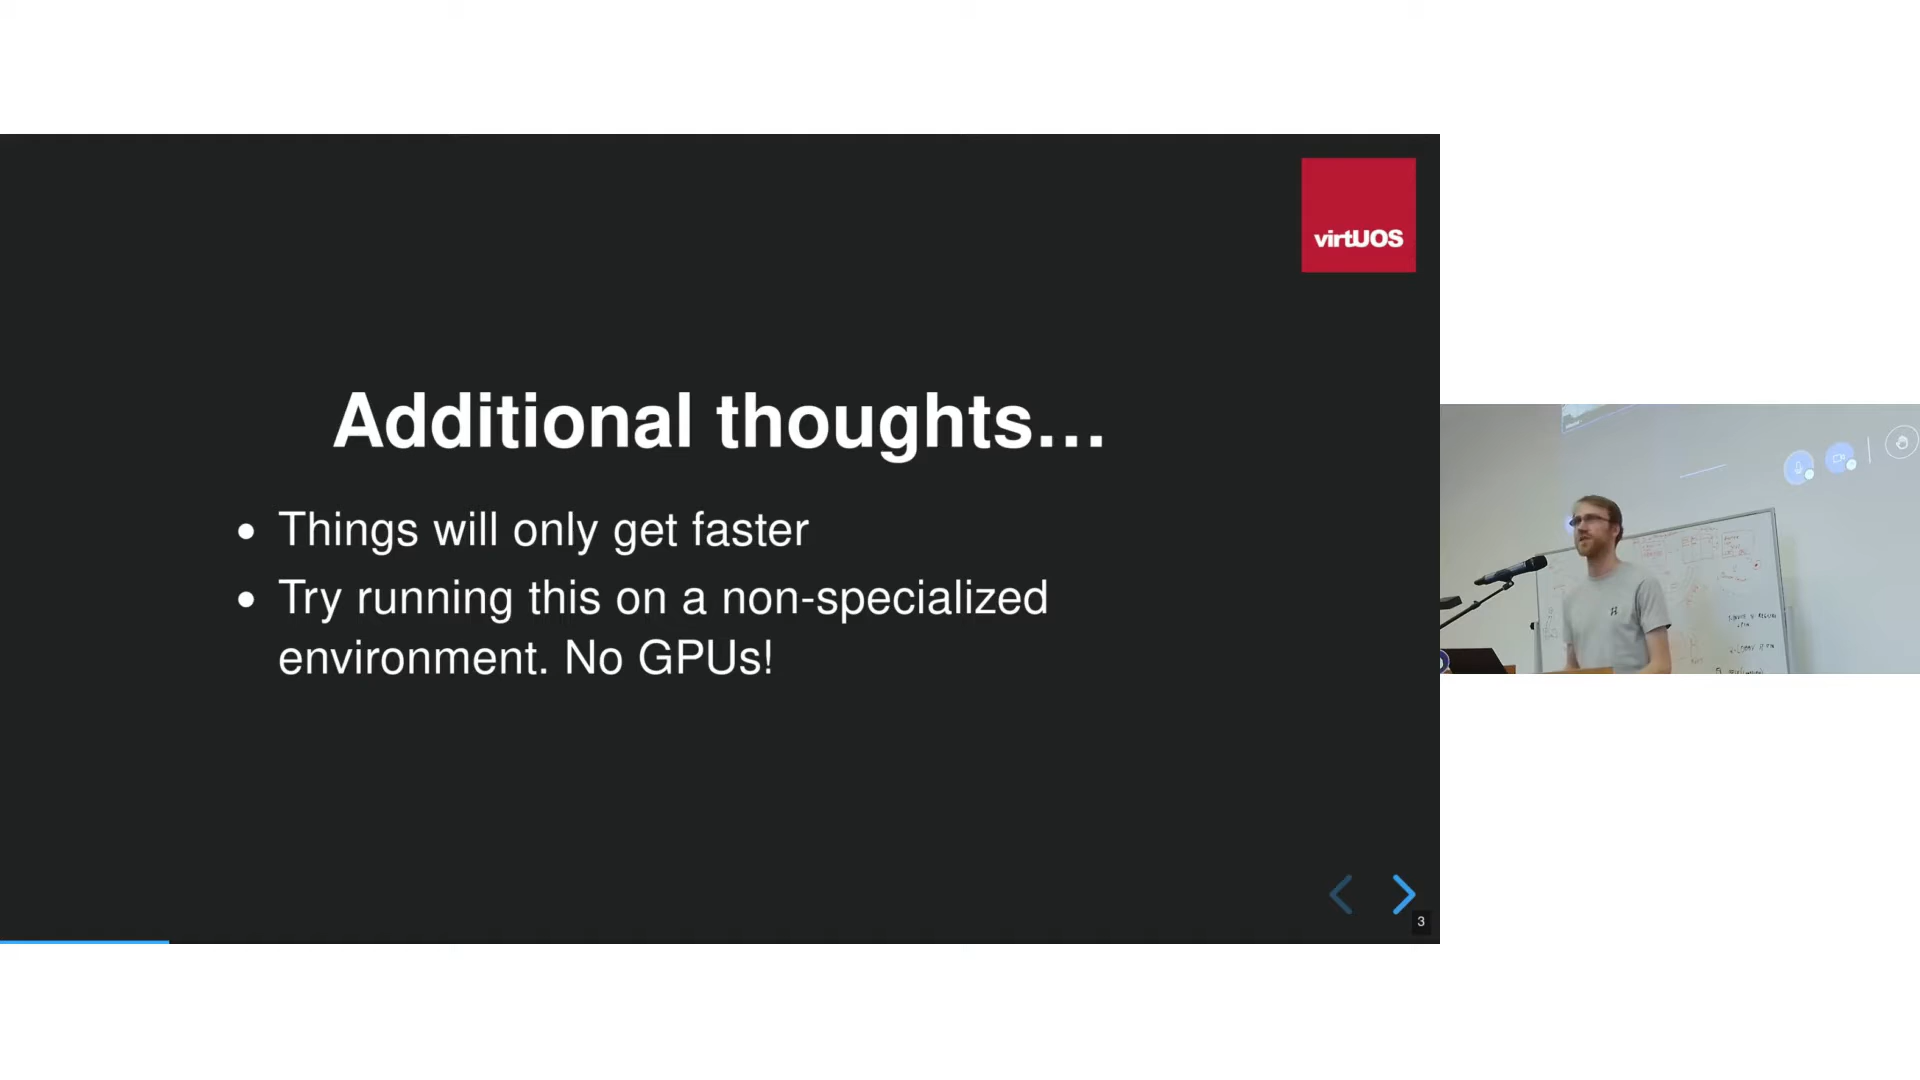 virtUOS
Additional thoughts...
Things will only get faster
Try running this on a non-specialized
environment. No GPUs!
3